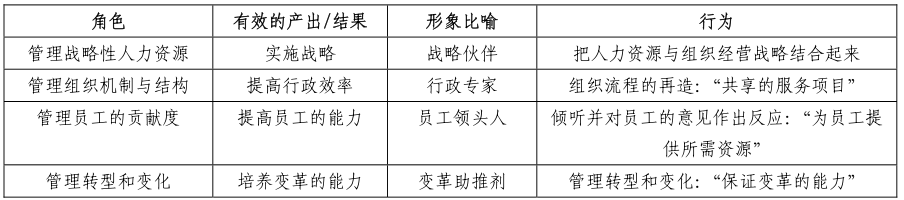 角色 有效的产出/结果 形象比喻 行为
管理战略性人力资源 实施战略 战略伙伴 把人力资源与组织经营战略结合起来
管理组织机制与结构 提高行政效率 行政专家 组织流程的再造：“共享的服务项目”
管理员工的贡献度 提高员工的能力 员工领头人 倾听并对员工的意见作出反应：“为员工提
供所需资源”
管理转型和变化 培养变革的能力 变革助推剂 管理转型和变化：“保证变革的能力”